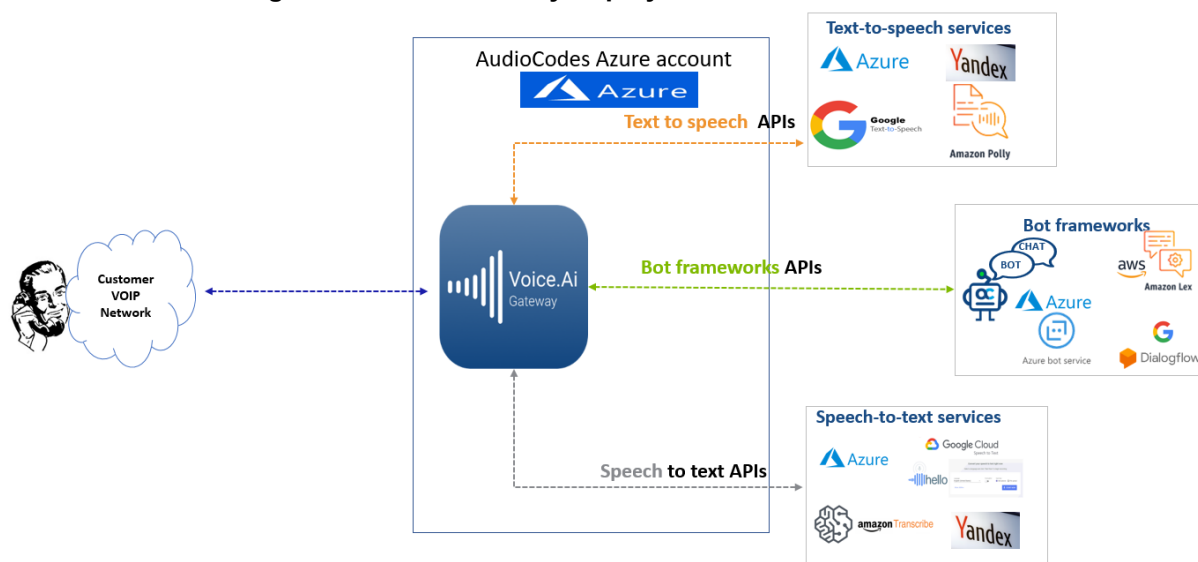 AudioCodes Azure account
Azure
Text to speech APIs
Text-to-speech services
Azure
Yandex
Google
Text-to-Speech
Amazon Polly
Customer
VOIP
Network
Voice.Ai
Gateway
Bot frameworks APIs
Bot frameworks
CHAT
BOT
aws
Amazon Lex
Azure
Azure bot service
Dialogflow
Speech to text APIs
Speech-to-text services
Google Cloud
Speech to Text
Azure
hello
amazon Transcribe
Yandex